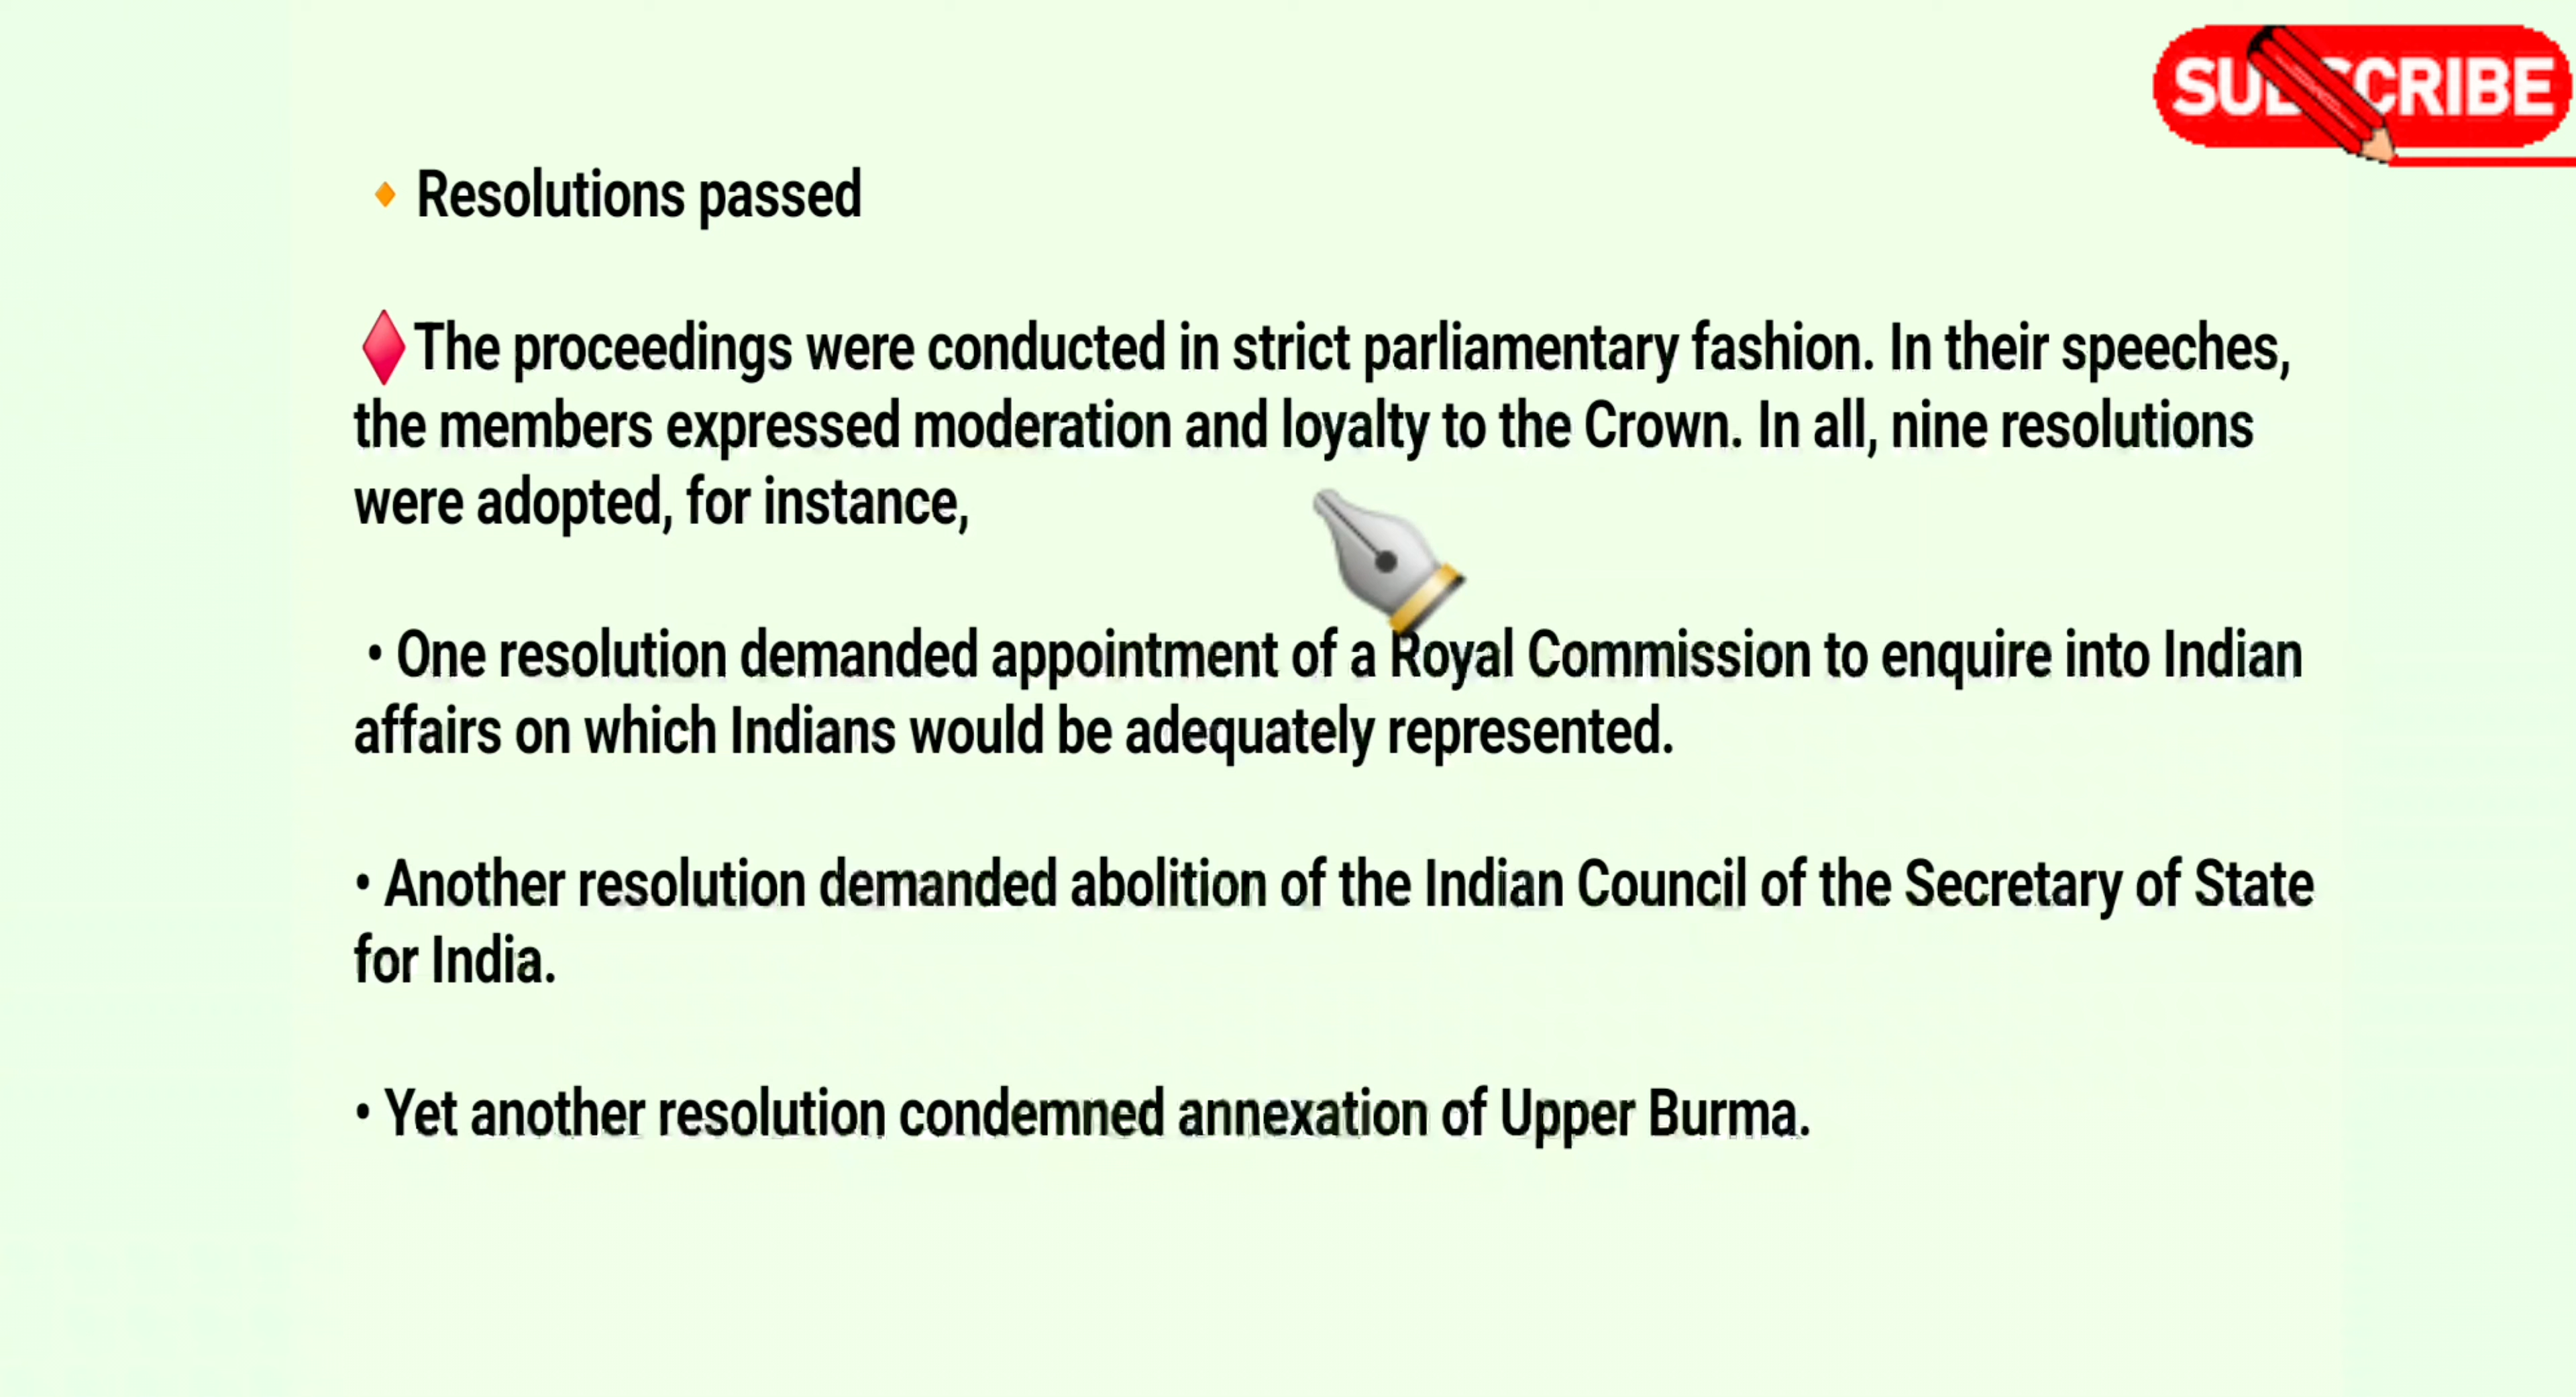 SUBSCRIBE
🔸 Resolutions passed
♦️The proceedings were conducted in strict parliamentary fashion. In their speeches,
the members expressed moderation and loyalty to the Crown. In all, nine resolutions
were adopted, for instance,
• One resolution demanded appointment of a Royal Commission to enquire into Indian
affairs on which Indians would be adequately represented.
• Another resolution demanded abolition of the Indian Council of the Secretary of State
for India.
• Yet another resolution condemned annexation of Upper Burma.